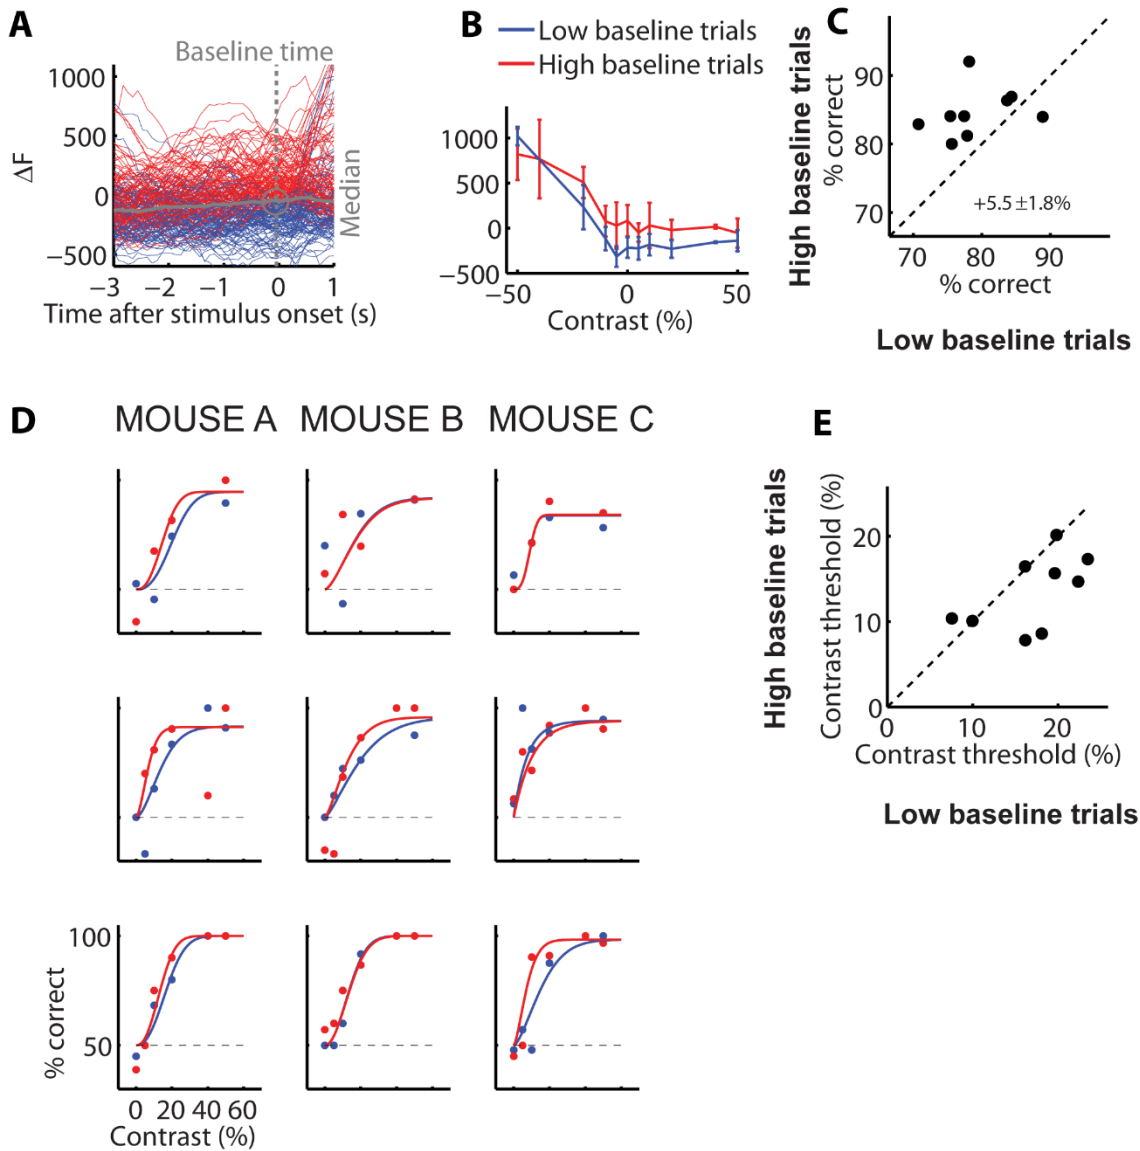 A
Baseline time
1000
500
0
−500
ΔF
Median
−3
−2
−1
0
1
Time after stimulus onset (s)
B
Low baseline trials
High baseline trials
1000
500
0
−500
−50
0
50
Contrast (%)
C
High baseline trials
% correct
90
80
70
+5.5±1.8%
70
80
90
% correct
Low baseline trials
D
MOUSE A
MOUSE B
MOUSE C
100
50
% correct
0
20
40
60
Contrast (%)
E
High baseline trials
Contrast threshold (%)
20
10
0
0
10
20
Contrast threshold (%)
Low baseline trials